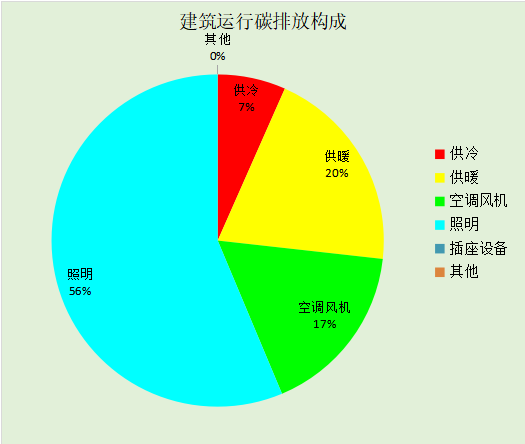 建筑运行碳排放构成
其他
0%
供冷
7%
供暖
20%
空调风机
17%
照明
56%
供冷
供暖
空调风机
照明
插座设备
其他